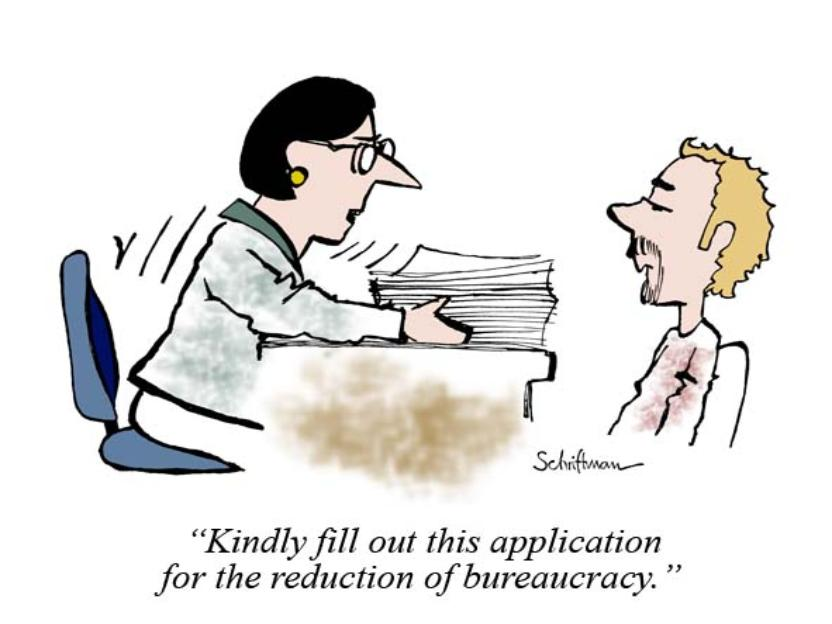 Schriftman
“Kindly fill out this application
for the reduction of bureaucracy.”